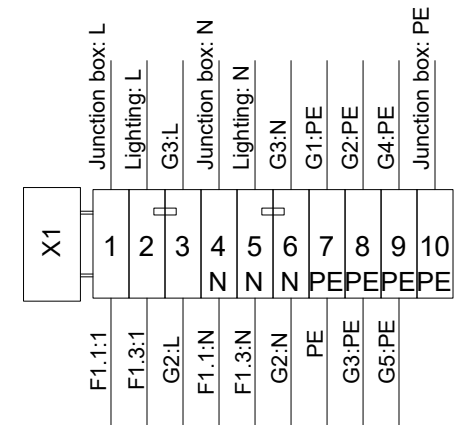 Junction box: L
Lighting: L
G3:L
Junction box: N
Lighting: N
G3:N
G1:PE
G2:PE
G4:PE
Junction box: PE
X1
1 2 3 4 5 6 7 8 9 10
N N N PE PE PE PE
F1.1:1
F1.3:1
G2:L
F1.1:N
F1.3:N
G2:N
PE
G3:PE
G5:PE